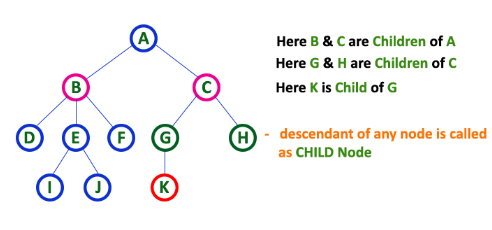 A
Here B & C are Children of A
Here G & H are Children of C
B C
Here K is Child of G
D E F G H
- descendant of any node is called
as CHILD Node
I J K